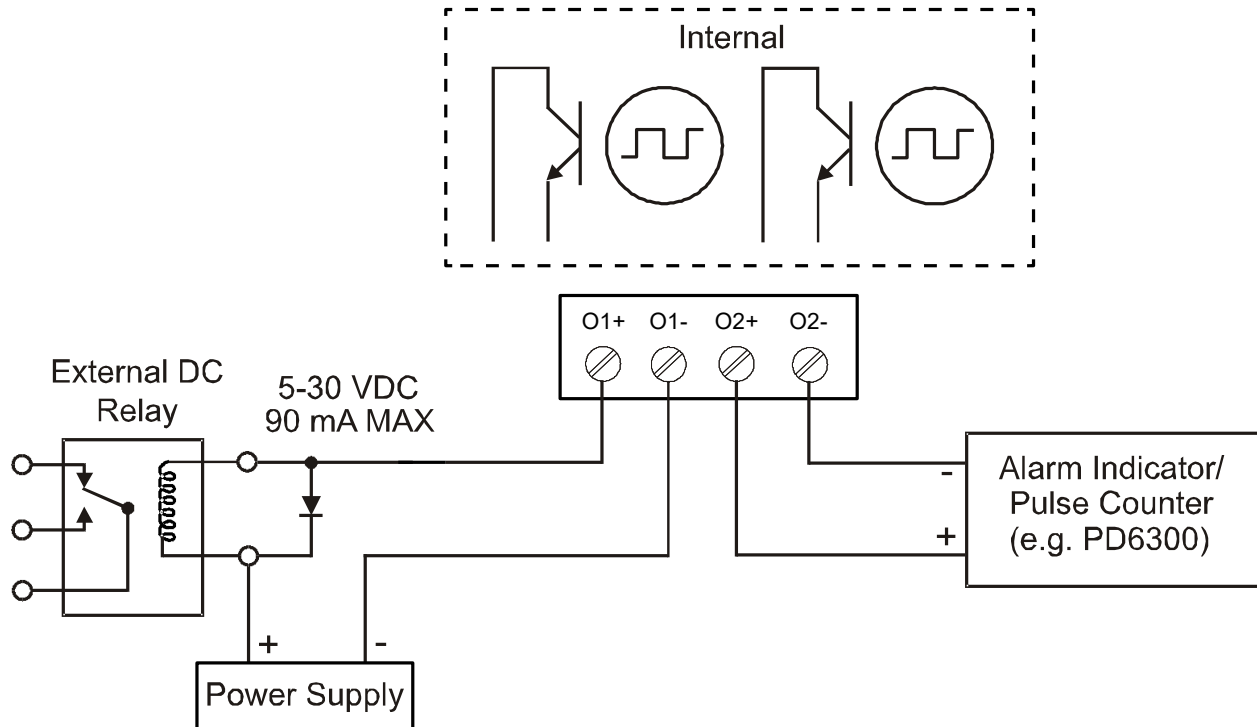 Internal
O1+ O1- O2+ O2-
External DC
Relay
5-30 VDC
90 mA MAX
-
+
Alarm Indicator/
Pulse Counter
(e.g. PD6300)
+ -
Power Supply